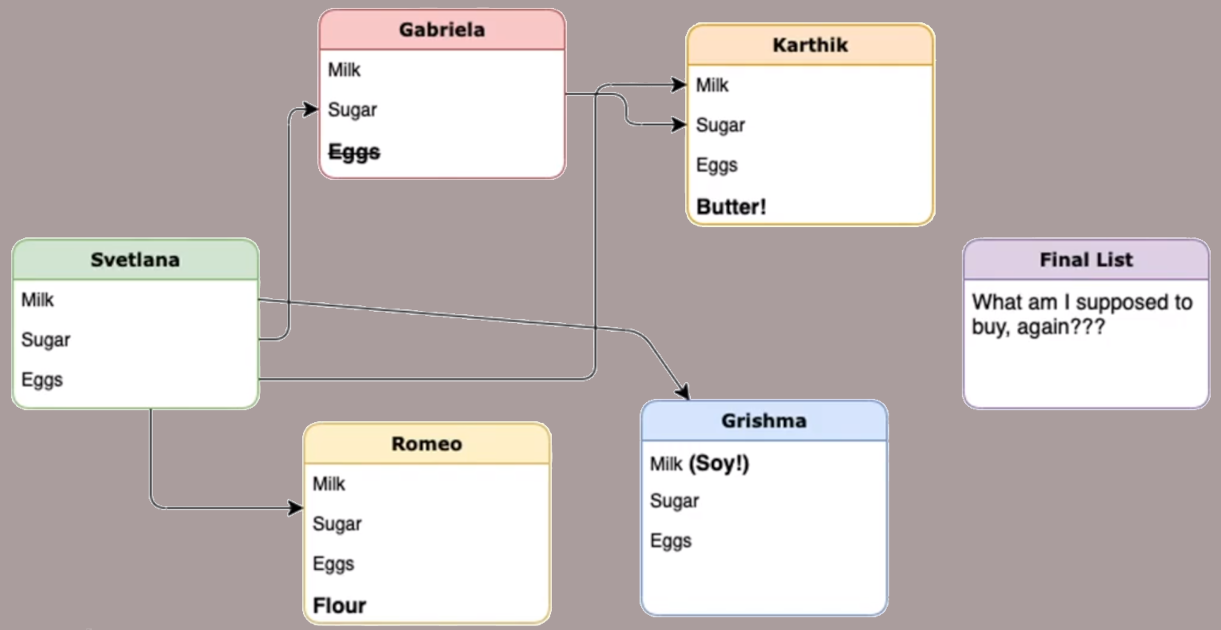 Gabriela
Milk
Sugar
Eggs
Karthik
Milk
Sugar
Eggs
Butter!
Svetlana
Milk
Sugar
Eggs
Final List
What am I supposed to
buy, again???
Romeo
Milk
Sugar
Eggs
Flour
Grishma
Milk (Soy!)
Sugar
Eggs